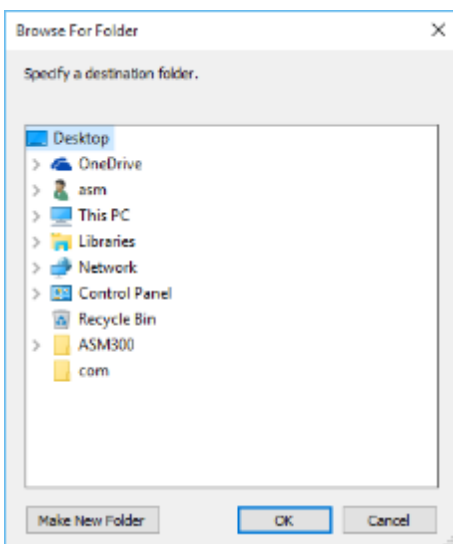 Browse For Folder
Specify a destination folder.
Desktop
OneDrive
asm
This PC
Libraries
Network
Control Panel
Recycle Bin
ASM300
com
Make New Folder
OK
Cancel